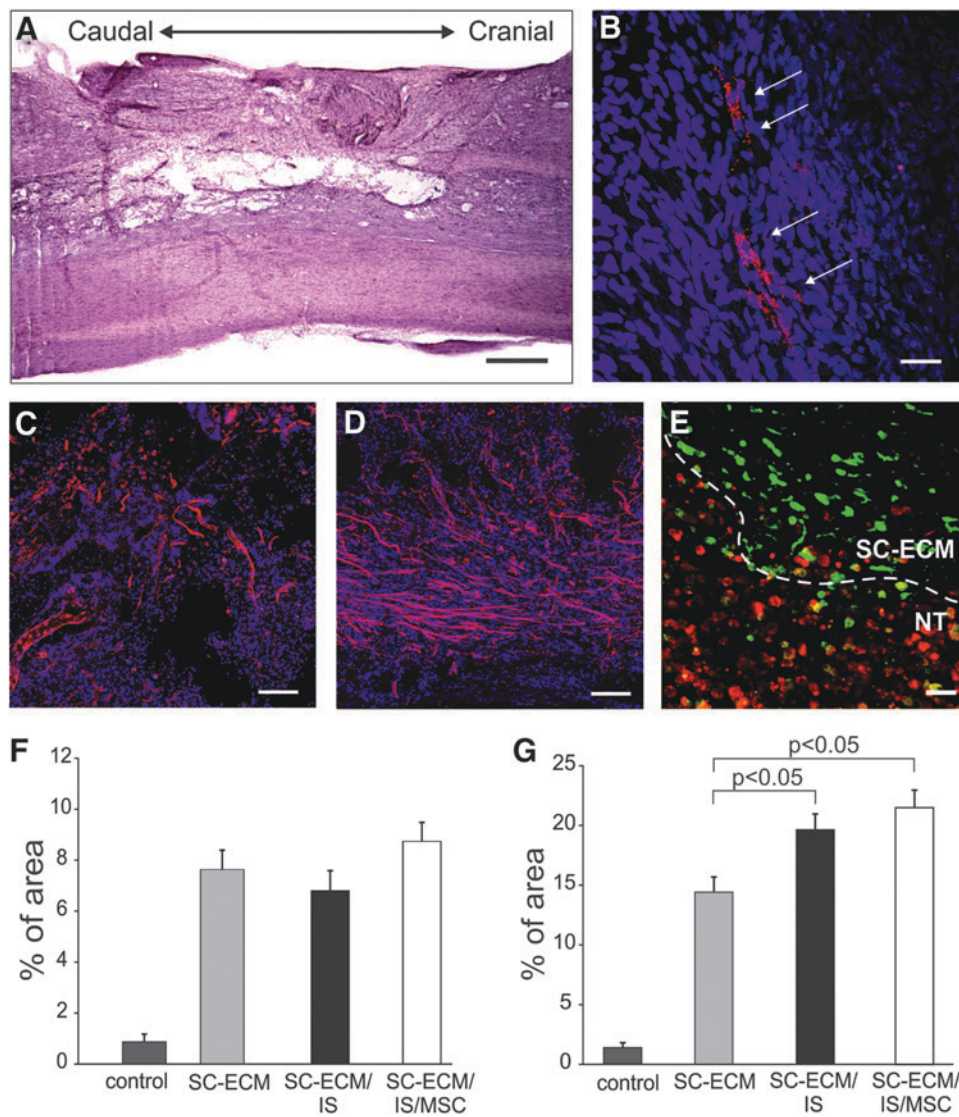 A
Caudal
Cranial
B
C
D
E
SC-ECM
NT
F
% of area
12
10
8
6
4
2
0
control
SC-ECM
SC-ECM/
IS
SC-ECM/
IS/MSC
G
% of area
25
20
15
10
5
0
p<0.05
p<0.05
control
SC-ECM
SC-ECM/
IS
SC-ECM/
IS/MSC